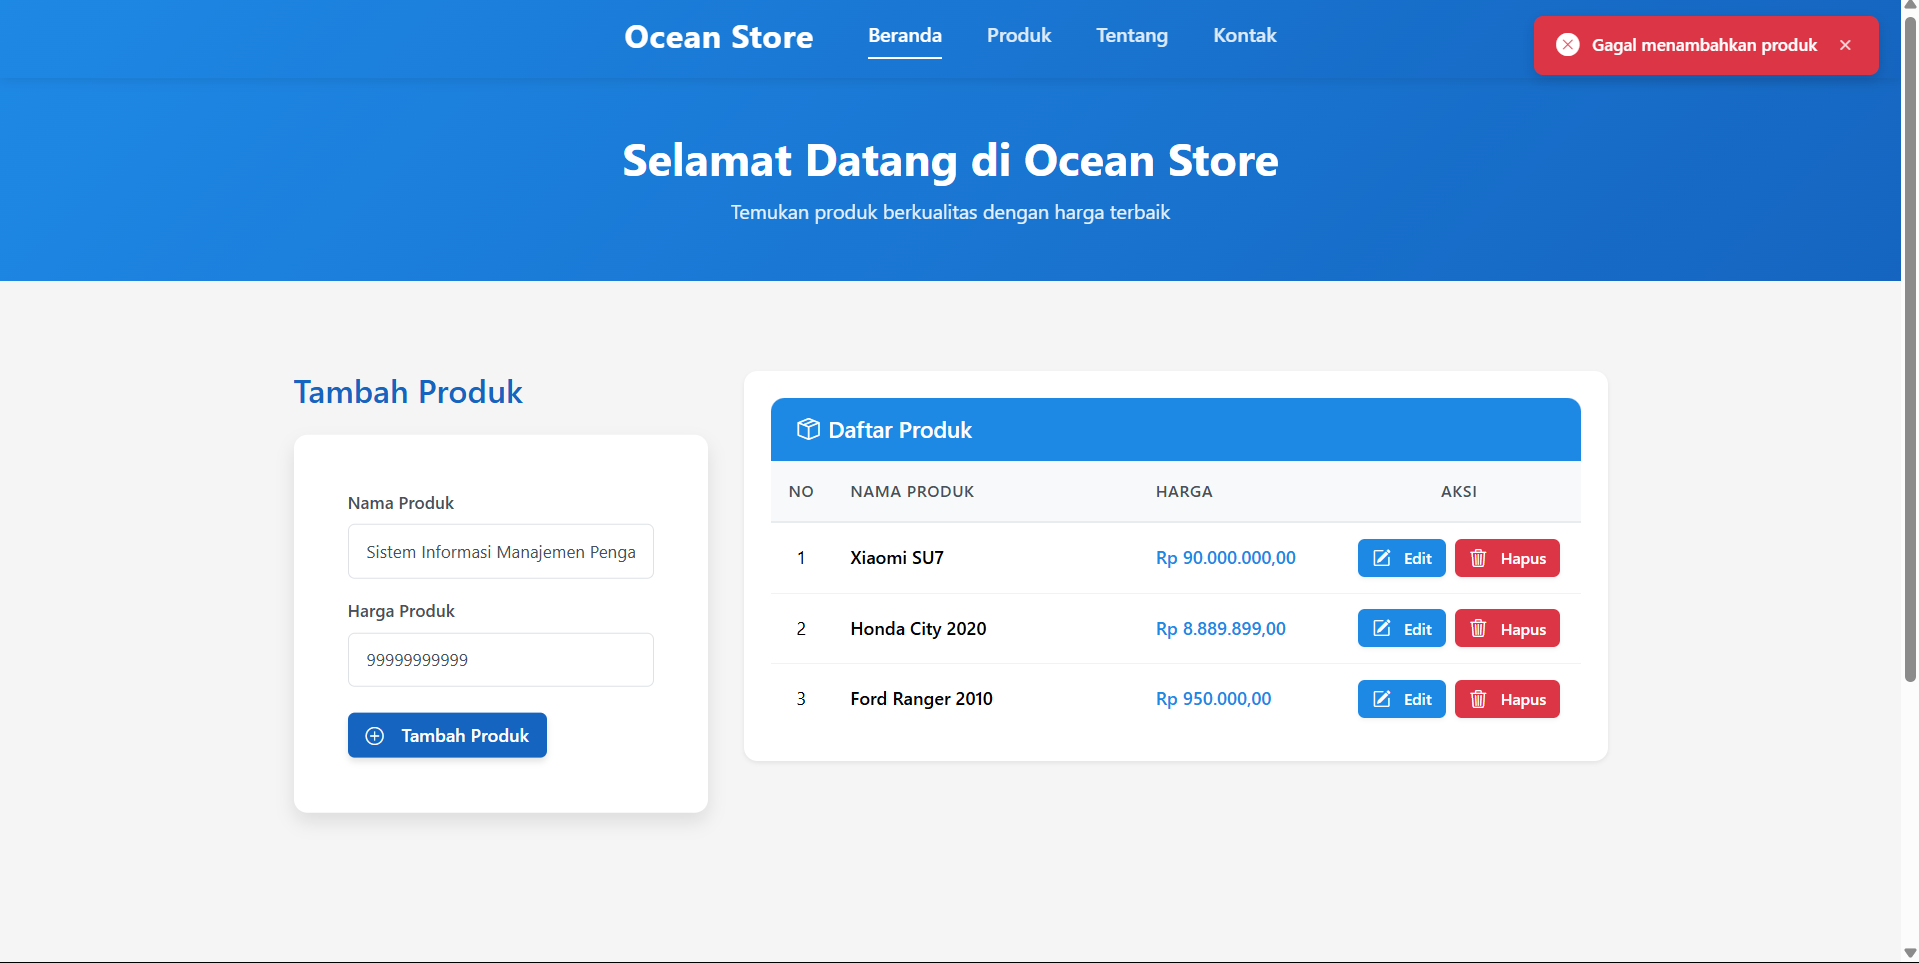 Ocean Store Beranda Produk Tentang Kontak
Gagal menambahkan produk
Selamat Datang di Ocean Store
Temukan produk berkualitas dengan harga terbaik
Tambah Produk
Nama Produk
Sistem Informasi Manajemen Penga
Harga Produk
99999999999
Tambah Produk
Daftar Produk
NO NAMA PRODUK HARGA AKSI
1 Xiaomi SU7 Rp 90.000.000,00 Edit Hapus
2 Honda City 2020 Rp 8.889.899,00 Edit Hapus
3 Ford Ranger 2010 Rp 950.000,00 Edit Hapus